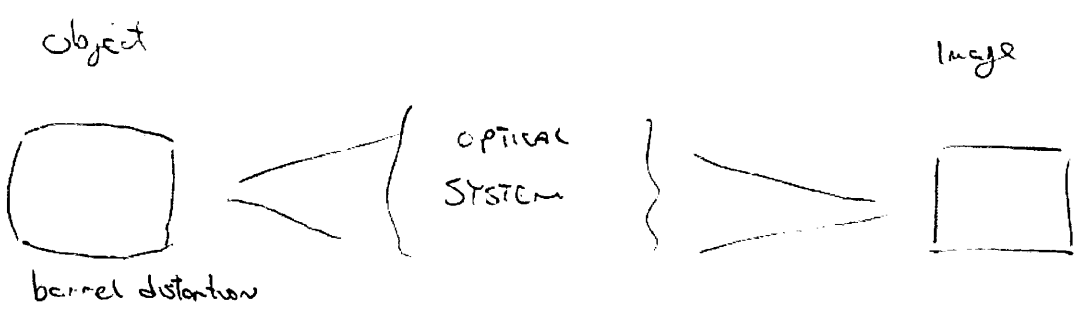 Object
Image
OPTICAL
SYSTEM
barrel distortion